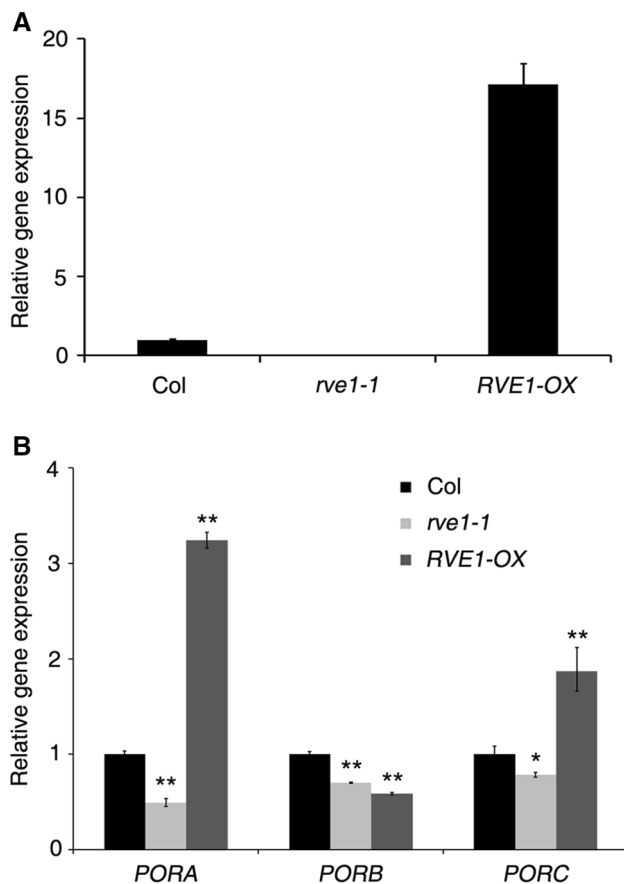 A
Relative gene expression
20
15
10
5
0
Col
rve1-1
RVE1-OX
B
Relative gene expression
4
3
2
1
0
Col
rve1-1
RVE1-OX
**
**
**
**
*
**
PORA
PORB
PORC